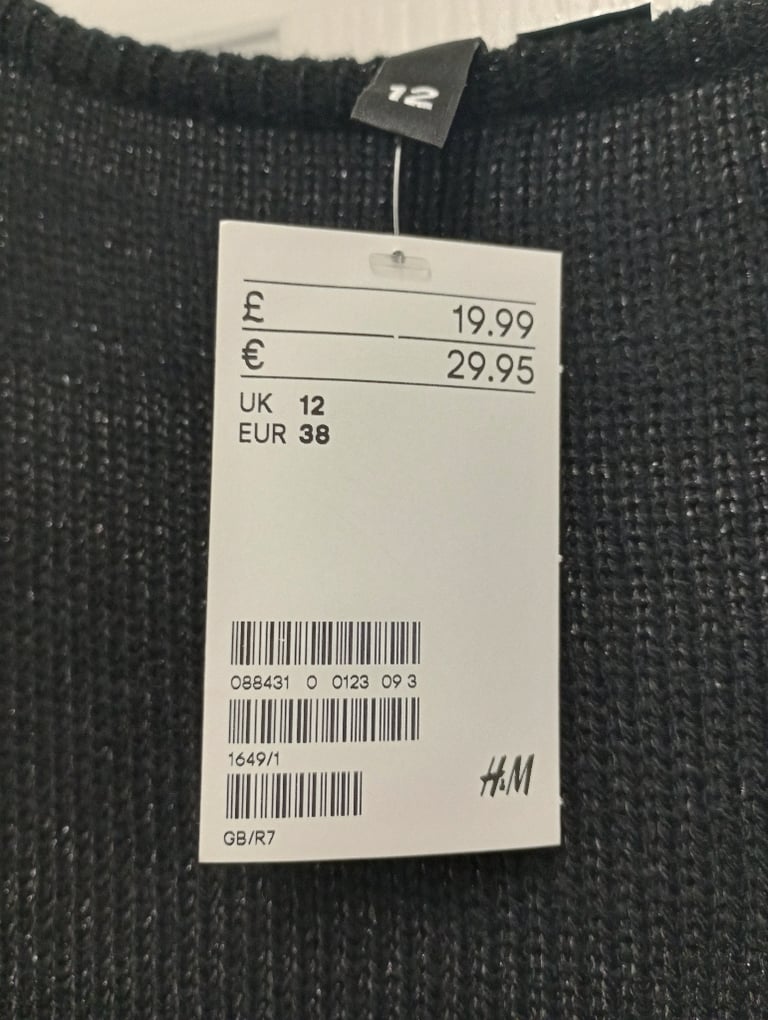 12
£ 19.99
€ 29.95
UK 12
EUR 38
088431 0 0123 09 3
1649/1
H&M
GB/R7